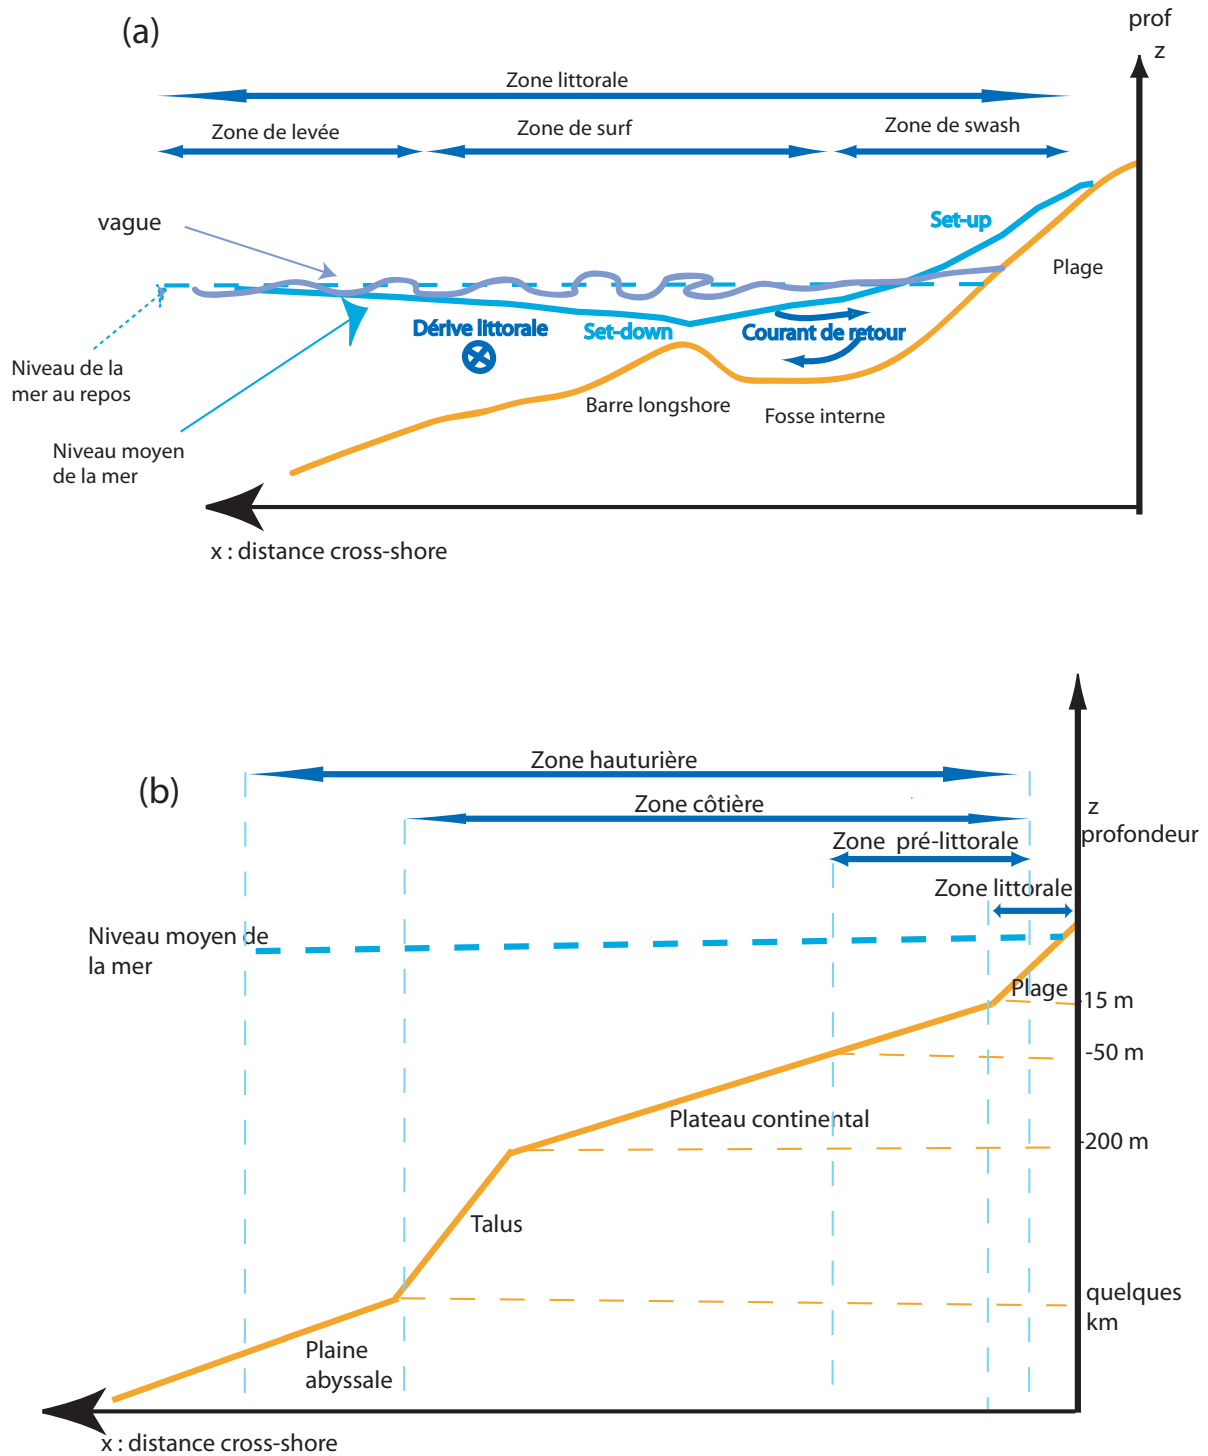 (a)
prof
z
Zone littorale
Zone de levée
Zone de surf
Zone de swash
vague
Set-up
Plage
Dérive littorale
Set-down
Courant de retour
Niveau de la
mer au repos
Barre longshore
Fosse interne
Niveau moyen
de la mer
x : distance cross-shore
(b)
Zone hauturière
Zone côtière
z
profondeur
Zone pré-littorale
Zone littorale
Niveau moyen de
la mer
Plage
-15 m
-50 m
Plateau continental
-200 m
Talus
quelques
km
Plaine
abyssale
x : distance cross-shore